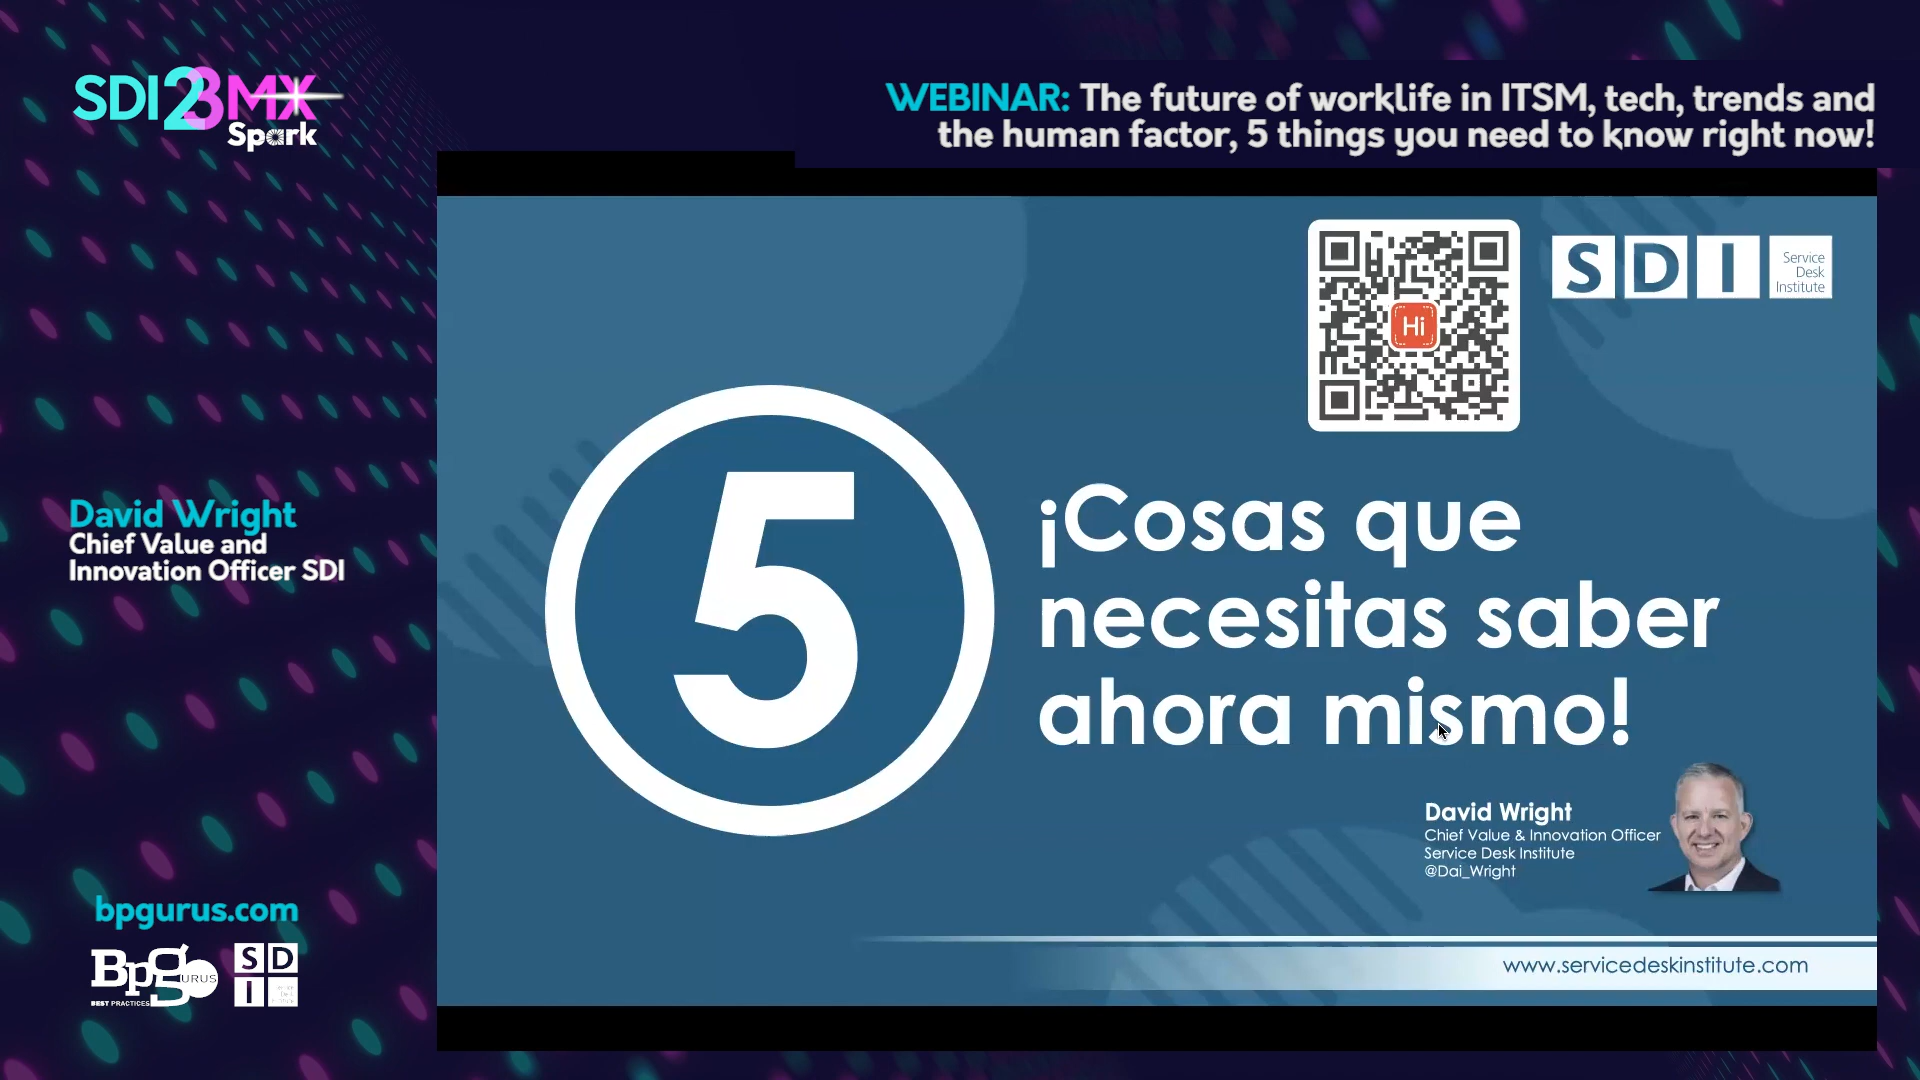 SDI23MX
Spark
WEBINAR: The future of worklife in ITSM, tech, trends and
the human factor, 5 things you need to know right now!
SDI
Service
Desk
Institute
Hi
5
¡Cosas que
necesitas saber
ahora mismo!
David Wright
Chief Value and
Innovation Officer SDI
David Wright
Chief Value & Innovation Officer
Service Desk Institute
@Dai_Wright
bpgurus.com
BpGURUS
BEST PRACTICES
SD
I
www.servicedeskinstitute.com